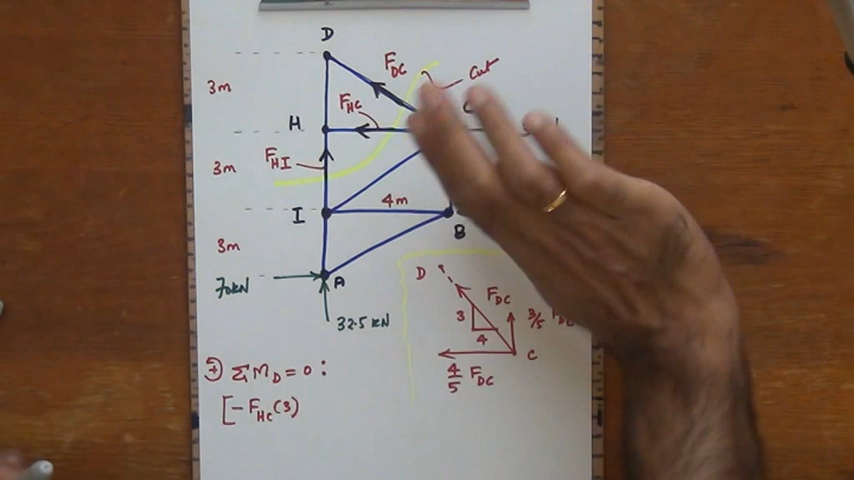 D
F_DC
Cut
3m
F_HC
C
H
F_HI
3m
4m
I
B
3m
D
70kN
A
F_DC
3
3/5 F_DC
32.5 kN
4
C
+ ΣM_D = 0 :
4/5 F_DC
[-F_HC(3)